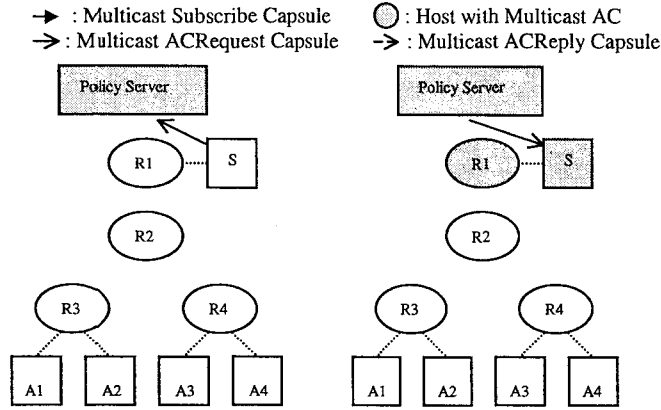 : Multicast Subscribe Capsule : Host with Multicast AC
: Multicast ACRequest Capsule : Multicast ACReply Capsule
Policy Server Policy Server
R1 S R1 S
R2 R2
R3 R4 R3 R4
A1 A2 A3 A4 A1 A2 A3 A4